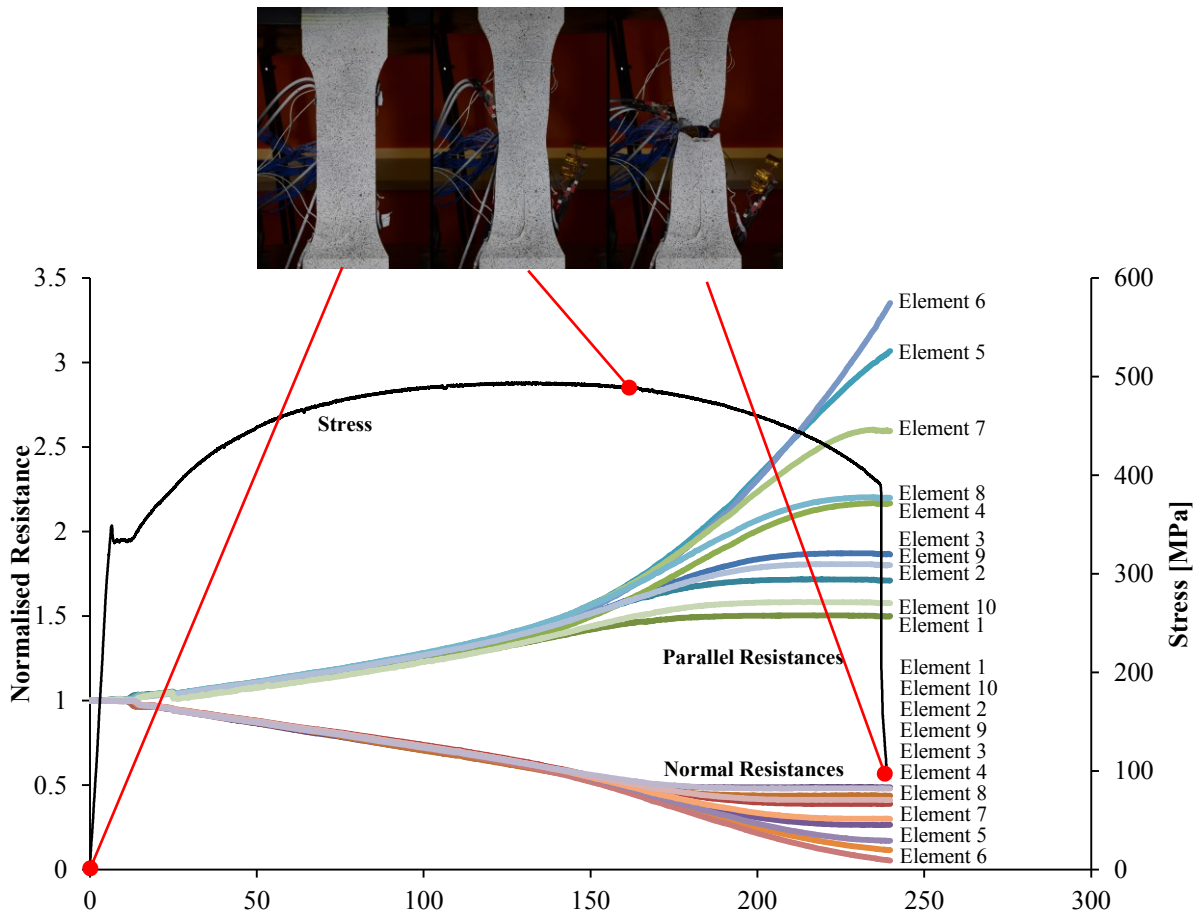 3.5
3
2.5
2
1.5
1
0.5
0
Normalised Resistance
600
500
400
300
200
100
0
Stress [MPa]
0
50
100
150
200
250
300
Stress
Parallel Resistances
Normal Resistances
Element 6
Element 5
Element 7
Element 8
Element 4
Element 3
Element 9
Element 2
Element 10
Element 1
Element 1
Element 10
Element 2
Element 9
Element 3
Element 4
Element 8
Element 7
Element 5
Element 6